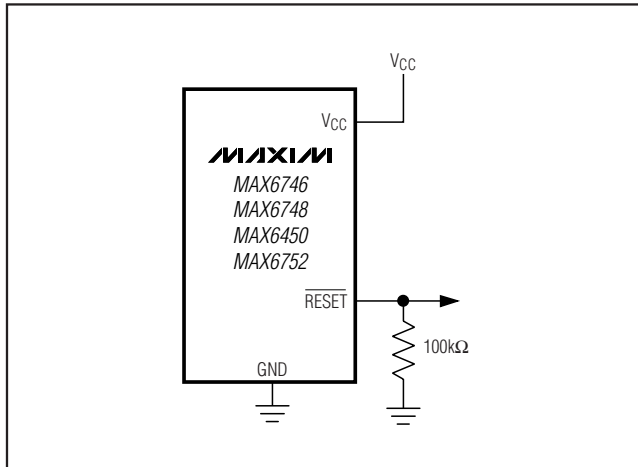 VCC
VCC
MAXIM
MAX6746
MAX6748
MAX6450
MAX6752
RESET
100kΩ
GND